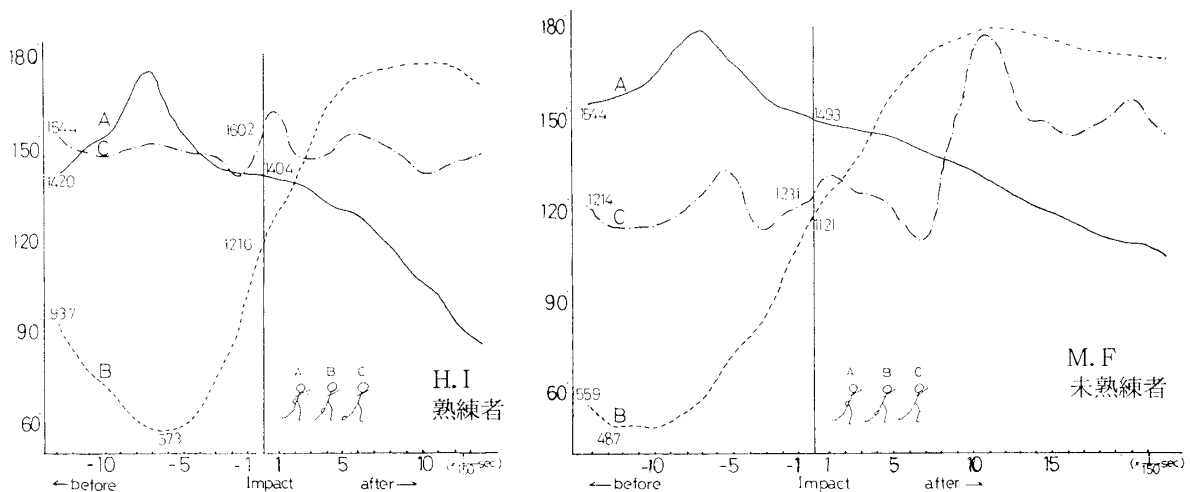 180°
150°
120°
90°
60°
A
C
B
1644
1420
937
573
1602
1404
1216
A B C
H.I
熟練者
-10 -5 -1 1 5 10
←before Impact after→
180°
150°
120°
90°
60°
A
C
B
1644
1214
559
487
1493
1231
1121
A B C
M.F
未熟練者
-10 -5 -1 1 5 10 15
←before Impact after→